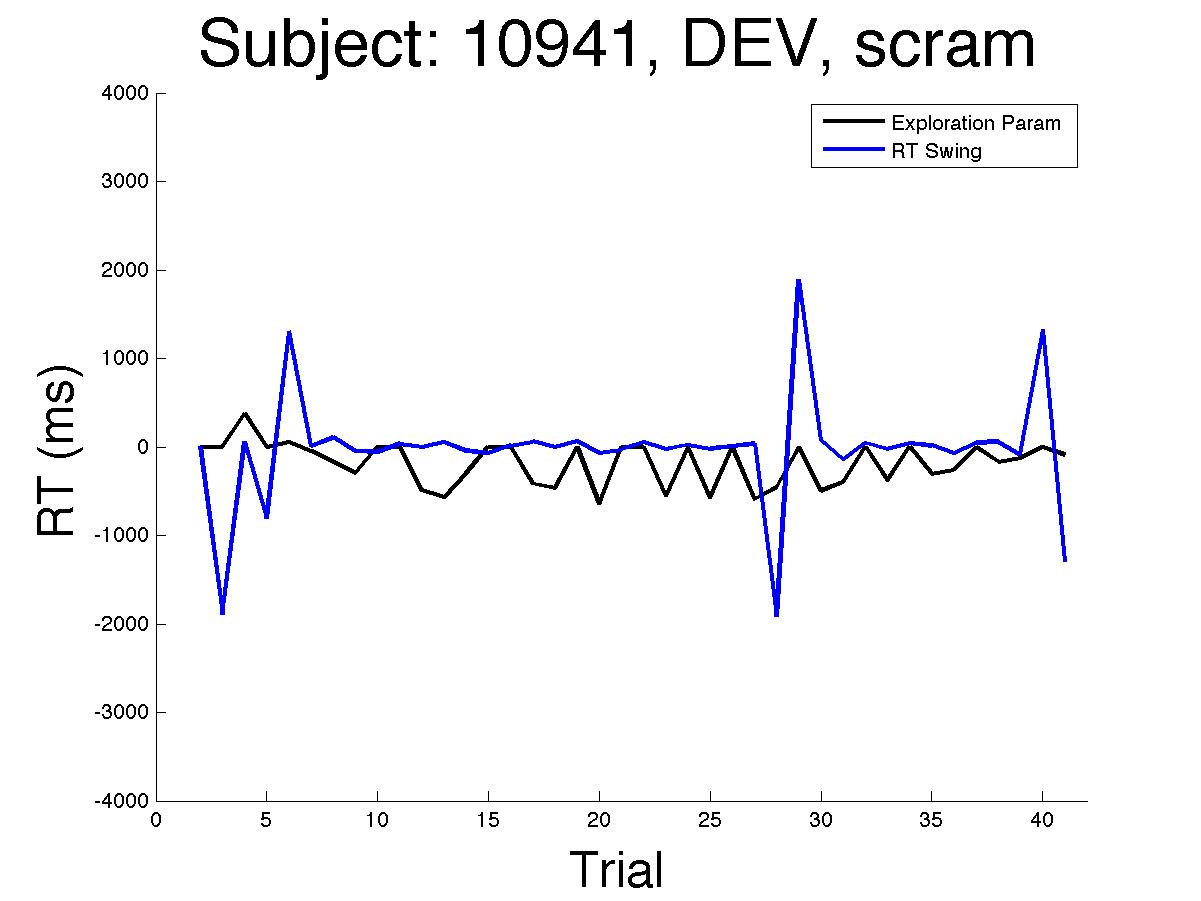 Subject: 10941, DEV, scram
4000
3000
2000
1000
0
-1000
-2000
-3000
-4000
RT (ms)
Exploration Param
RT Swing
0 5 10 15 20 25 30 35 40
Trial